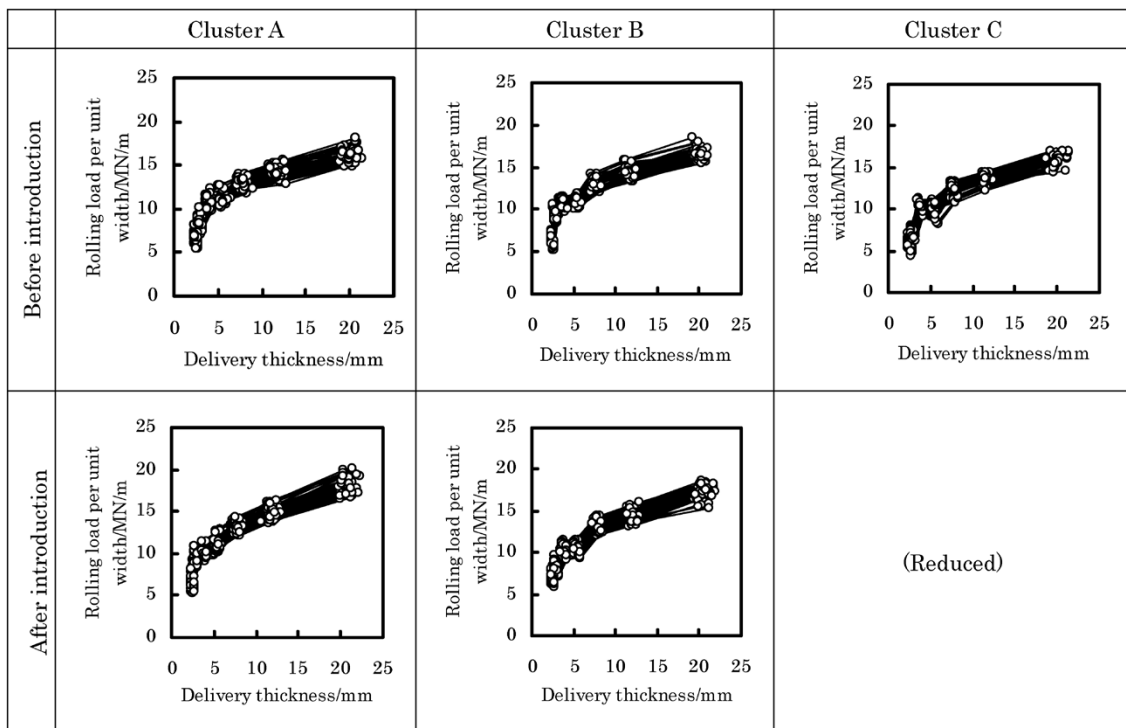 Cluster A
Cluster B
Cluster C
Before introduction
Rolling load per unit
width/MN/m
25
20
15
10
5
0
0 5 10 15 20 25
Delivery thickness/mm
Rolling load per unit
width/MN/m
25
20
15
10
5
0
0 5 10 15 20 25
Delivery thickness/mm
Rolling load per unit
width/MN/m
25
20
15
10
5
0
0 5 10 15 20 25
Delivery thickness/mm
After introduction
Rolling load per unit
width/MN/m
25
20
15
10
5
0
0 5 10 15 20 25
Delivery thickness/mm
Rolling load per unit
width/MN/m
25
20
15
10
5
0
0 5 10 15 20 25
Delivery thickness/mm
(Reduced)